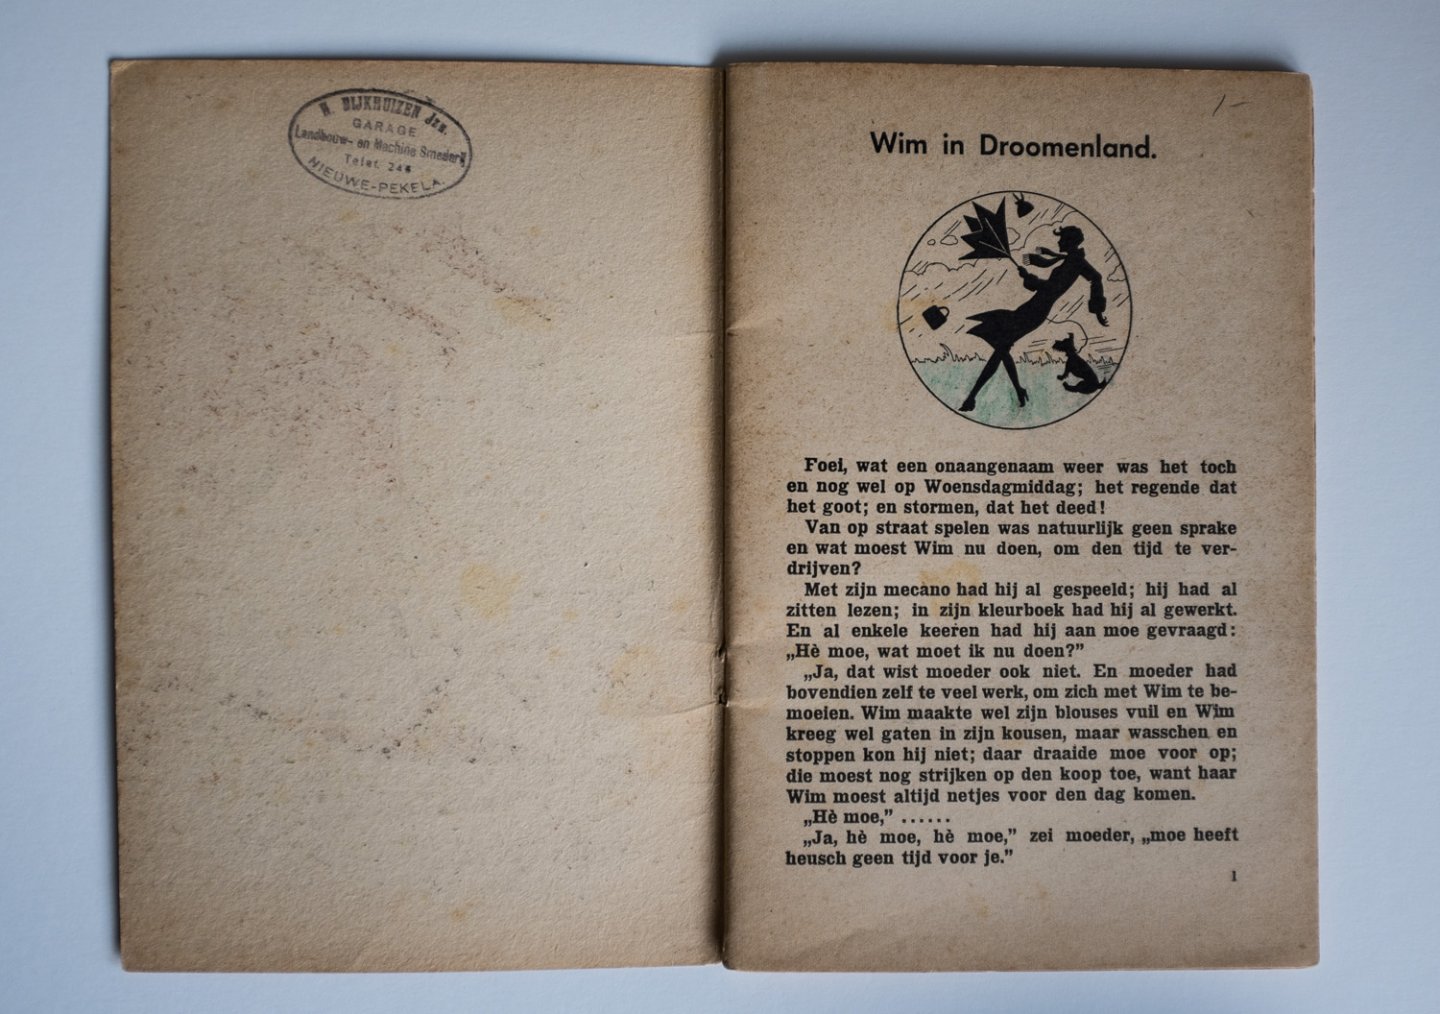 H. DIJKHUIZEN Jzn.
GARAGE
Landbouw- en Machine Smederij
Telef. 246
NIEUWE-PEKELA.
1-
Wim in Droomenland.
Foei, wat een onaangenaam weer was het toch
en nog wel op Woensdagmiddag; het regende dat
het goot; en stormen, dat het deed!
Van op straat spelen was natuurlijk geen sprake
en wat moest Wim nu doen, om den tijd te ver-
drijven?
Met zijn mecano had hij al gespeeld; hij had al
zitten lezen; in zijn kleurboek had hij al gewerkt.
En al enkele keeren had hij aan moe gevraagd:
„Hè moe, wat moet ik nu doen?”
„Ja, dat wist moeder ook niet. En moeder had
bovendien zelf te veel werk, om zich met Wim te be-
moeien. Wim maakte wel zijn blouses vuil en Wim
kreeg wel gaten in zijn kousen, maar wasschen en
stoppen kon hij niet; daar draaide moe voor op;
die moest nog strijken op den koop toe, want haar
Wim moest altijd netjes voor den dag komen.
„Hè moe,” ......
„Ja, hè moe, hè moe,” zei moeder, „moe heeft
heusch geen tijd voor je.”
1